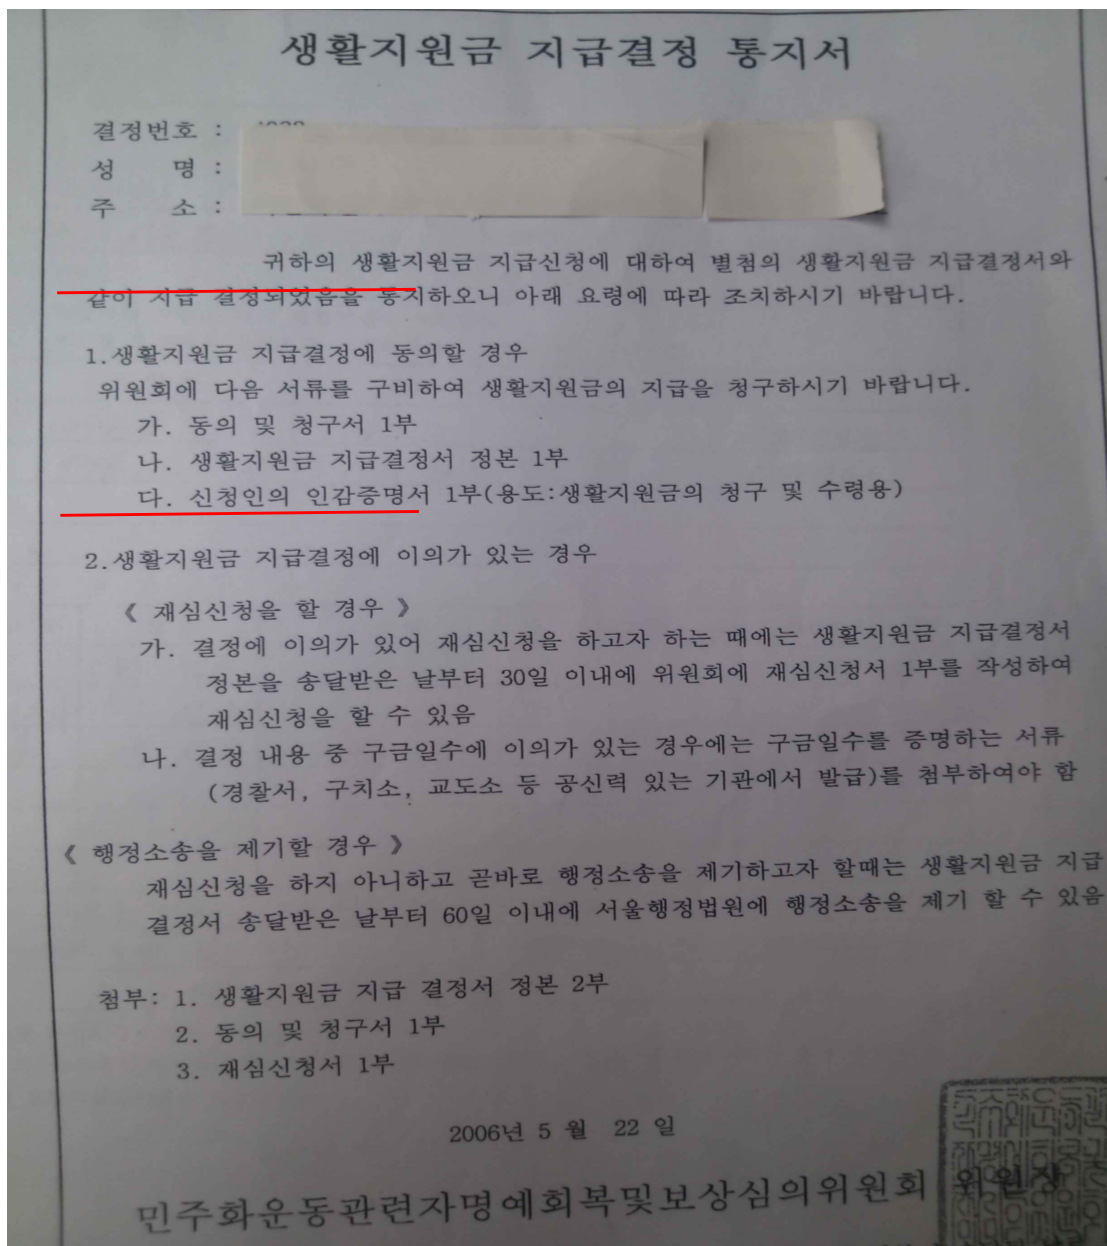 생활지원금 지급결정 통지서
결정번호 :
성 명 :
주 소 :
귀하의 생활지원금 지급신청에 대하여 별첨의 생활지원금 지급결정서와
같이 지급 결정되었음을 통지하오니 아래 요령에 따라 조치하시기 바랍니다.
1.생활지원금 지급결정에 동의할 경우
위원회에 다음 서류를 구비하여 생활지원금의 지급을 청구하시기 바랍니다.
가. 동의 및 청구서 1부
나. 생활지원금 지급결정서 정본 1부
다. 신청인의 인감증명서 1부(용도:생활지원금의 청구 및 수령용)
2.생활지원금 지급결정에 이의가 있는 경우
《 재심신청을 할 경우 》
가. 결정에 이의가 있어 재심신청을 하고자 하는 때에는 생활지원금 지급결정서
정본을 송달받은 날부터 30일 이내에 위원회에 재심신청서 1부를 작성하여
재심신청을 할 수 있음
나. 결정 내용 중 구금일수에 이의가 있는 경우에는 구금일수를 증명하는 서류
(경찰서, 구치소, 교도소 등 공신력 있는 기관에서 발급)를 첨부하여야 함
《 행정소송을 제기할 경우 》
재심신청을 하지 아니하고 곧바로 행정소송을 제기하고자 할때는 생활지원금 지급
결정서 송달받은 날부터 60일 이내에 서울행정법원에 행정소송을 제기 할 수 있음
첨부: 1. 생활지원금 지급 결정서 정본 2부
2. 동의 및 청구서 1부
3. 재심신청서 1부
2006년 5 월 22 일
민주화운동관련자명예회복및보상심의위원회 위원장